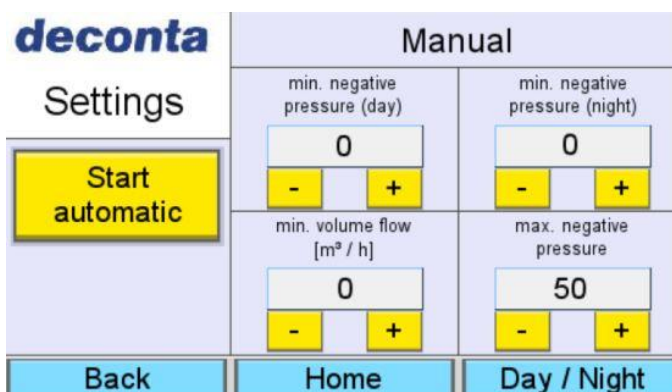 deconta
Manual
Settings
min. negative
pressure (day)
0
- +
min. negative
pressure (night)
0
- +
Start
automatic
min. volume flow
[m³ / h]
0
- +
max. negative
pressure
50
- +
Back
Home
Day / Night